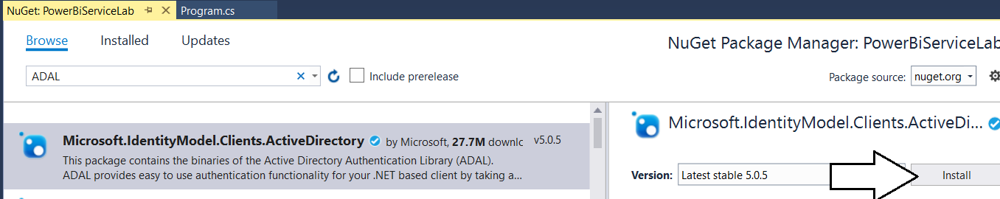 NuGet: PowerBiServiceLab Program.cs
Browse Installed Updates
NuGet Package Manager: PowerBiServiceLab
ADAL Include prerelease
Package source: nuget.org
Microsoft.IdentityModel.Clients.ActiveDirectory by Microsoft, 27.7M downlc v5.0.5
This package contains the binaries of the Active Directory Authentication Library (ADAL).
ADAL provides easy to use authentication functionality for your .NET based client by taking a...
Microsoft.IdentityModel.Clients.ActiveDi...
Version: Latest stable 5.0.5 Install